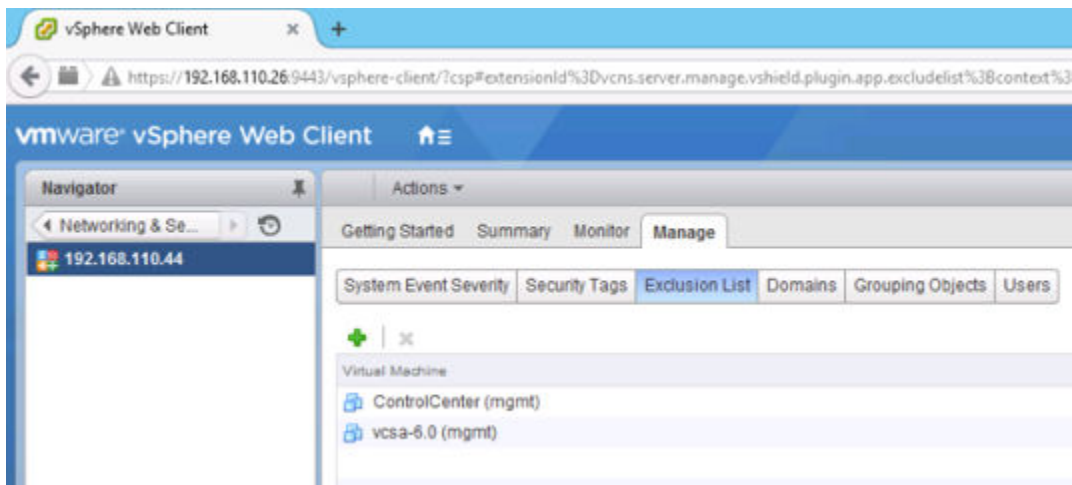 vSphere Web Client
https://192.168.110.26:9443/vsphere-client/?csp#extensionId%3Dvcns.server.manage.vshield.plugin.app.excludelist%3Bcontext%3
vmware® vSphere Web Client
Navigator
Actions
Networking & Se...
Getting Started Summary Monitor Manage
192.168.110.44
System Event Severity Security Tags Exclusion List Domains Grouping Objects Users
Virtual Machine
ControlCenter (mgmt)
vcsa-6.0 (mgmt)